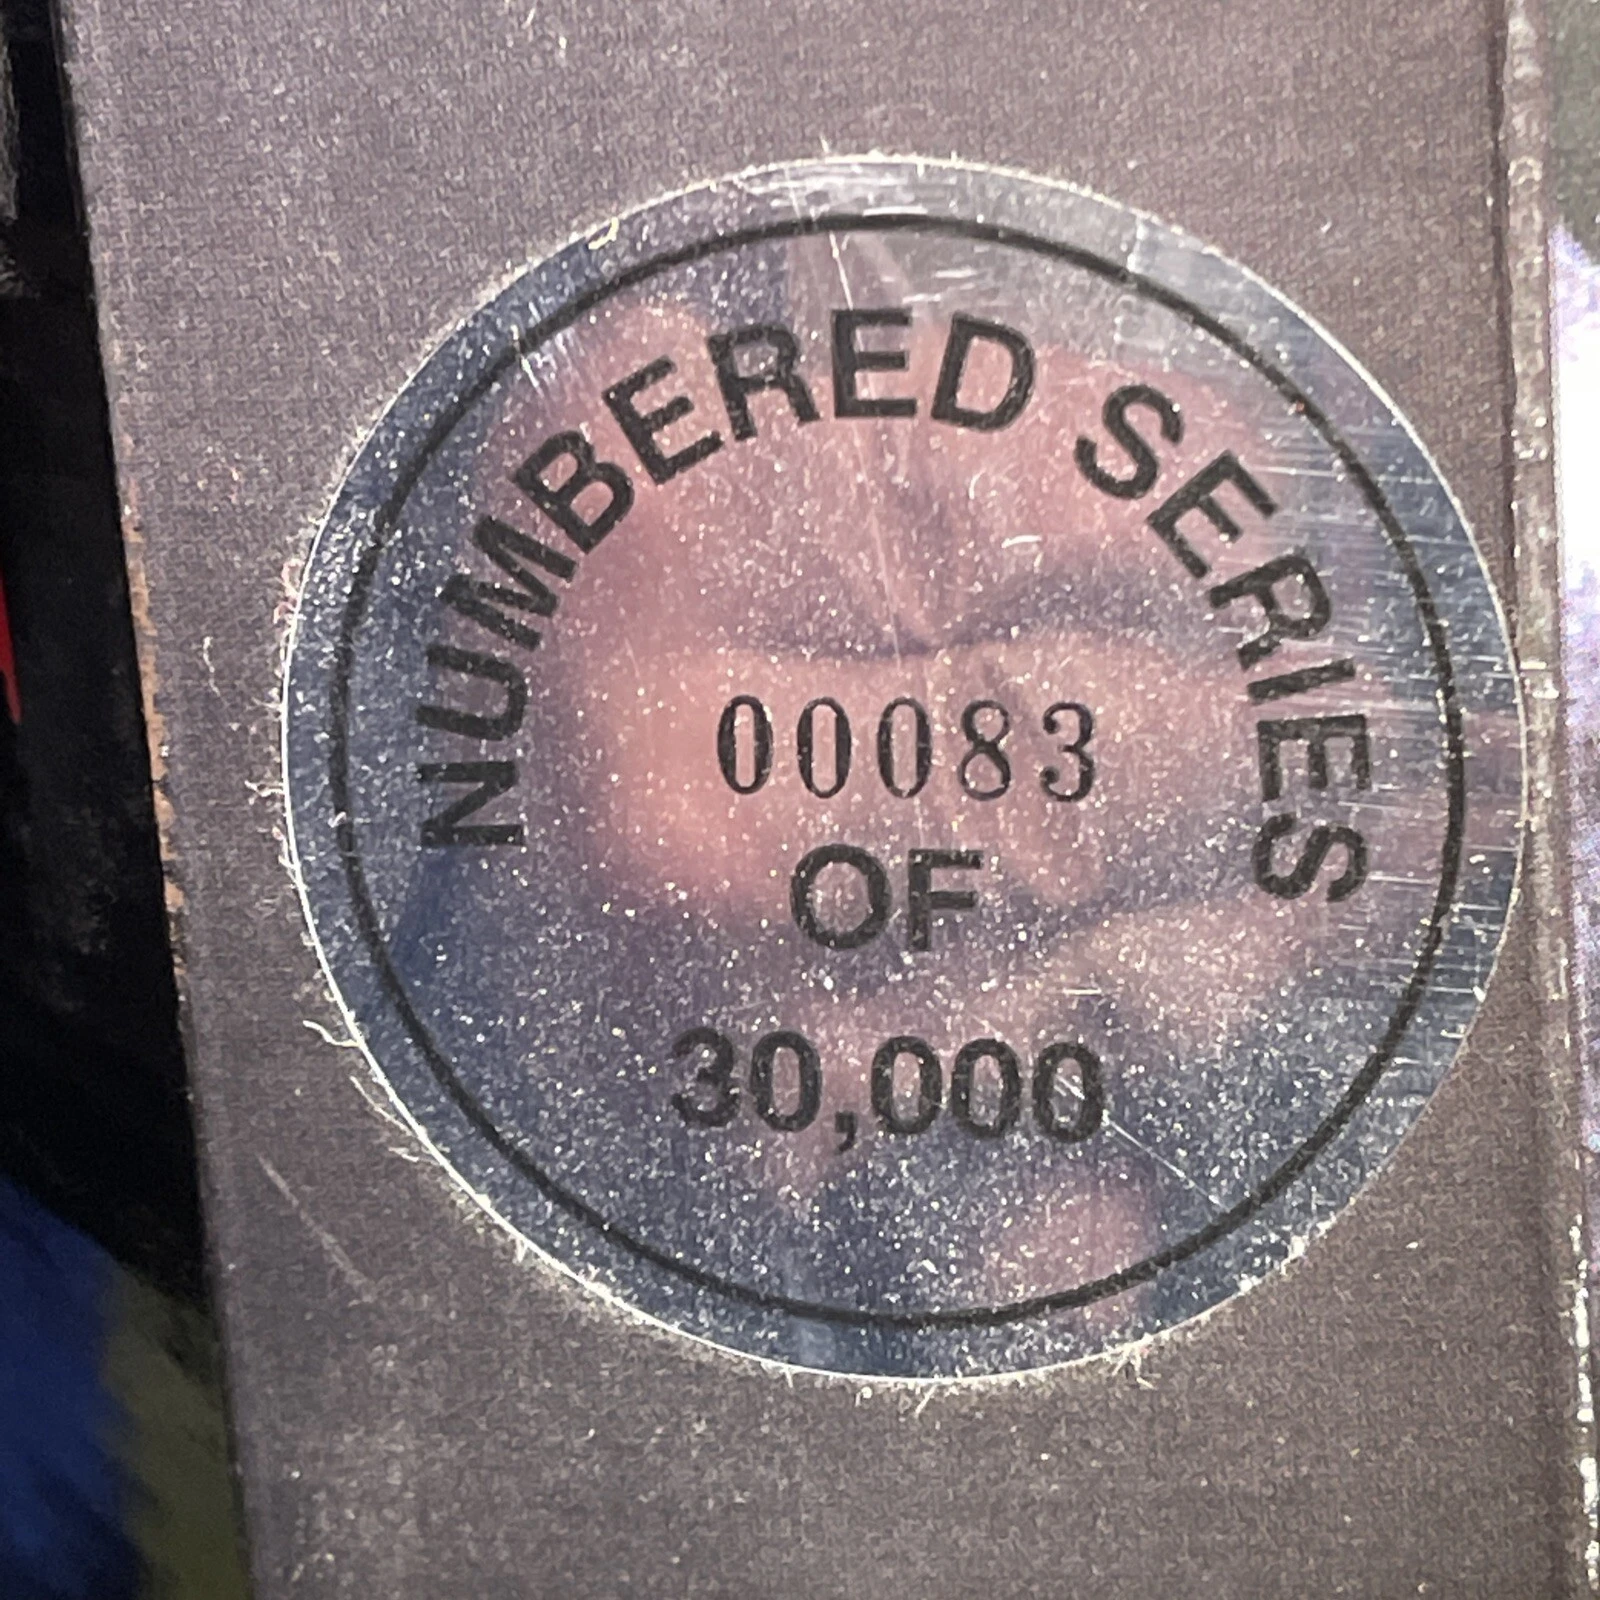 NUMBERED SERIES
00083
OF
30,000